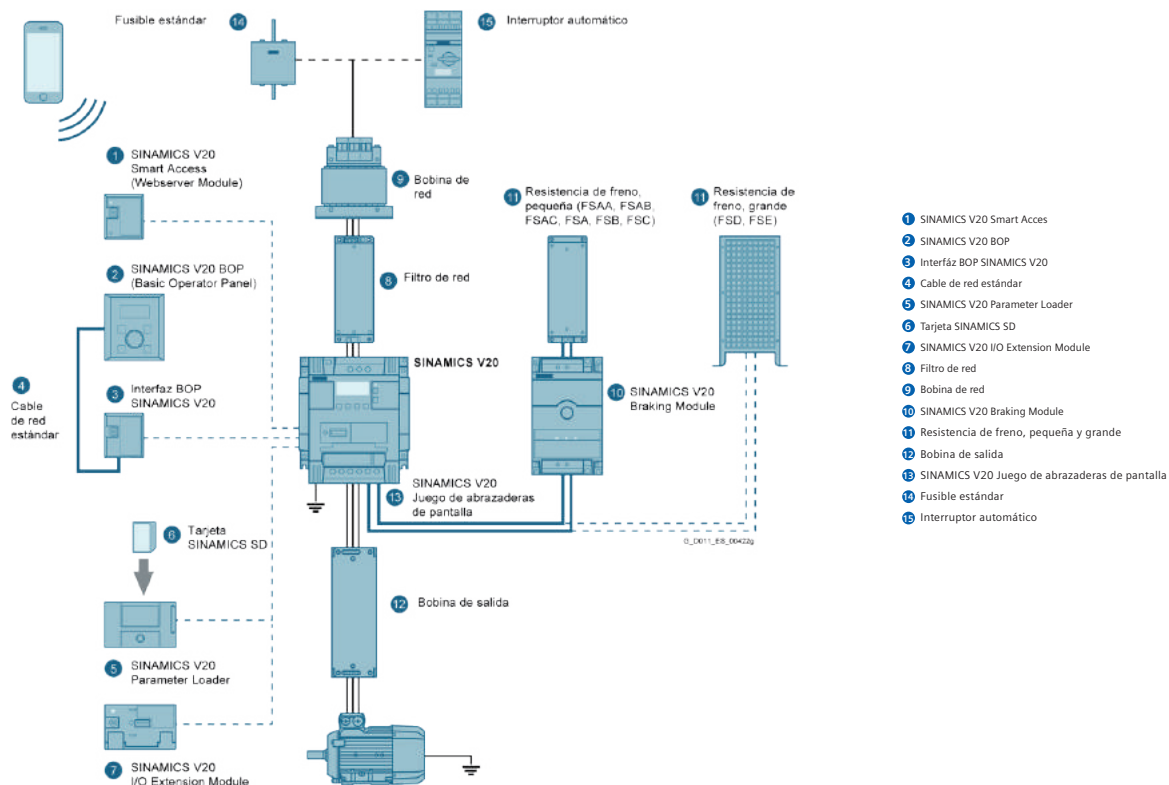 Fusible estándar
14
15
Interruptor automático
1
SINAMICS V20
Smart Access
(Webserver Module)
9
Bobina de
red
11
Resistencia de freno,
pequeña (FSAA, FSAB,
FSAC, FSA, FSB, FSC)
11
Resistencia de
freno, grande
(FSD, FSE)
2
SINAMICS V20 BOP
(Basic Operator Panel)
8
Filtro de red
SINAMICS V20
4
Cable
de red
estándar
3
Interfaz BOP
SINAMICS V20
10
SINAMICS V20
Braking Module
13
SINAMICS V20
Juego de abrazaderas
de pantalla
G_D011_ES_00422g
6
Tarjeta
SINAMICS SD
12
Bobina de salida
5
SINAMICS V20
Parameter Loader
7
SINAMICS V20
I/O Extension Module
1 SINAMICS V20 Smart Acces
2 SINAMICS V20 BOP
3 Interfáz BOP SINAMICS V20
4 Cable de red estándar
5 SINAMICS V20 Parameter Loader
6 Tarjeta SINAMICS SD
7 SINAMICS V20 I/O Extension Module
8 Filtro de red
9 Bobina de red
10 SINAMICS V20 Braking Module
11 Resistencia de freno, pequeña y grande
12 Bobina de salida
13 SINAMICS V20 Juego de abrazaderas de pantalla
14 Fusible estándar
15 Interruptor automático